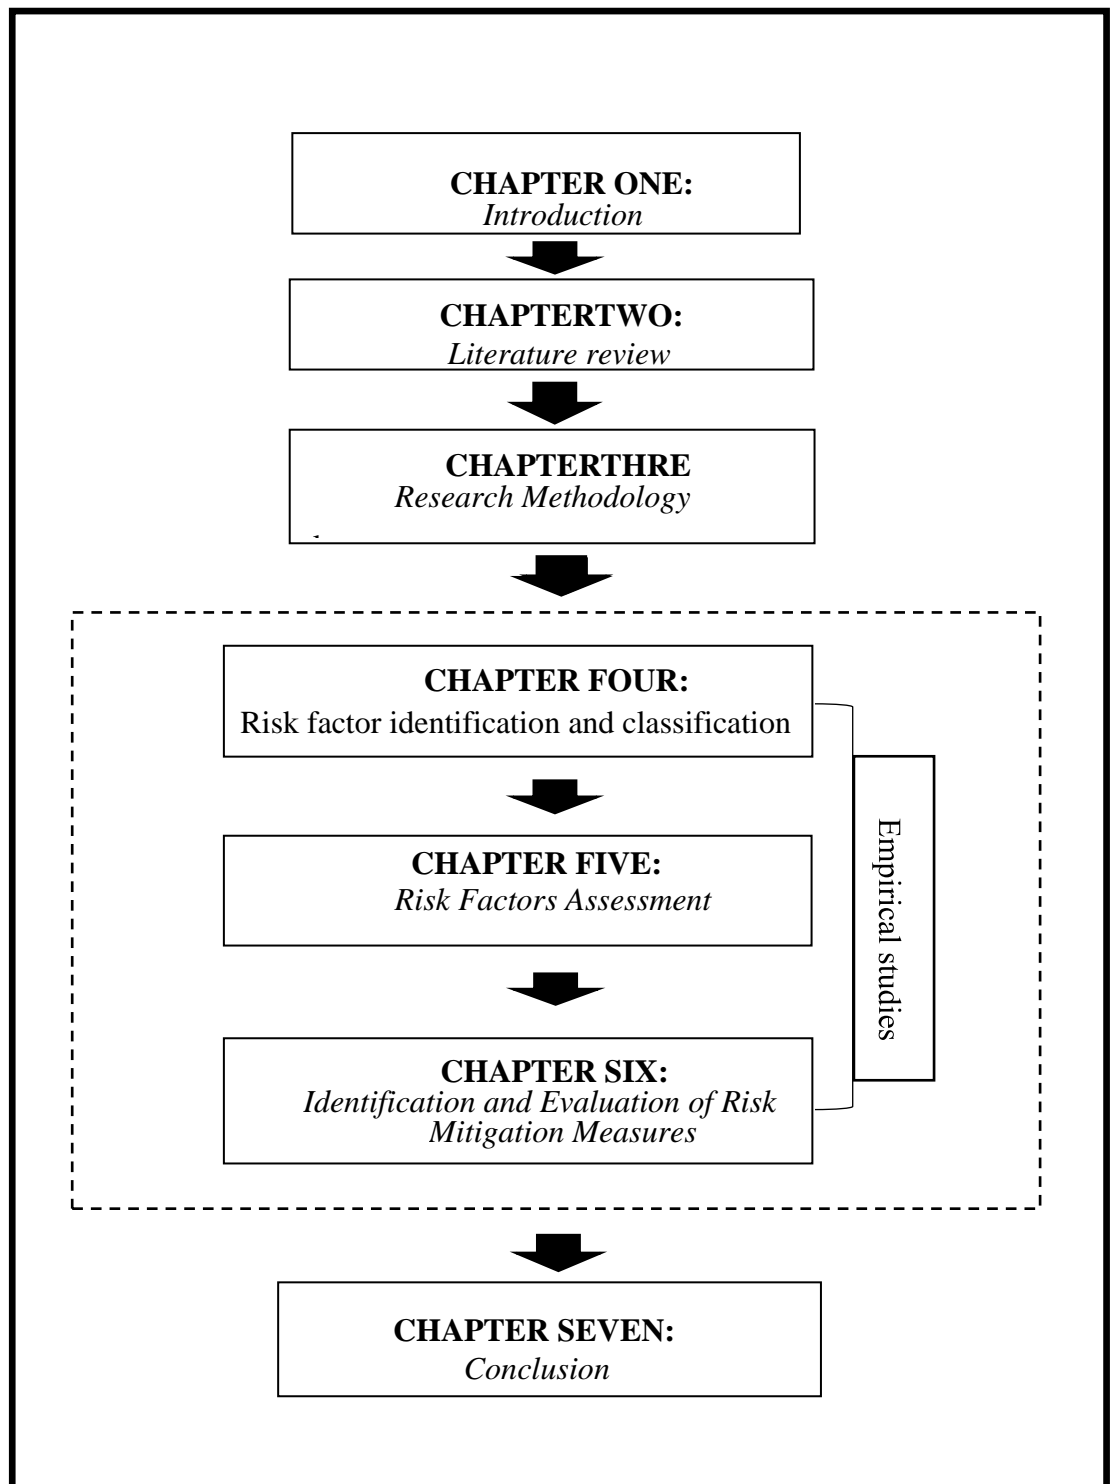 CHAPTER ONE:
Introduction
CHAPTERTWO:
Literature review
CHAPTERTHRE
Research Methodology
CHAPTER FOUR:
Risk factor identification and classification
CHAPTER FIVE:
Risk Factors Assessment
CHAPTER SIX:
Identification and Evaluation of Risk
Mitigation Measures
Empirical studies
CHAPTER SEVEN:
Conclusion